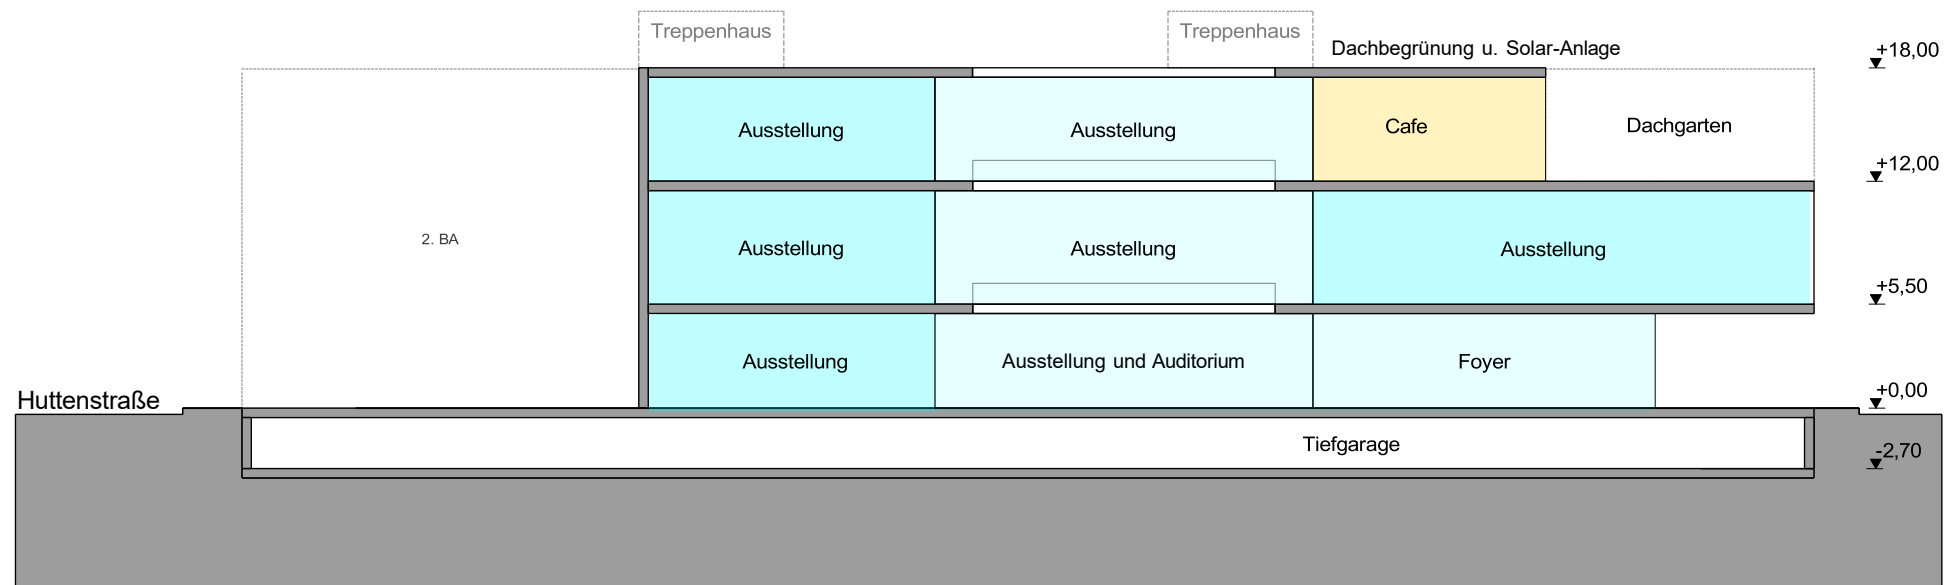 Treppenhaus
Treppenhaus
Dachbegrünung u. Solar-Anlage
+18,00
Ausstellung
Ausstellung
Cafe
Dachgarten
+12,00
2. BA
Ausstellung
Ausstellung
Ausstellung
+5,50
Ausstellung
Ausstellung und Auditorium
Foyer
Huttenstraße
+0,00
Tiefgarage
-2,70